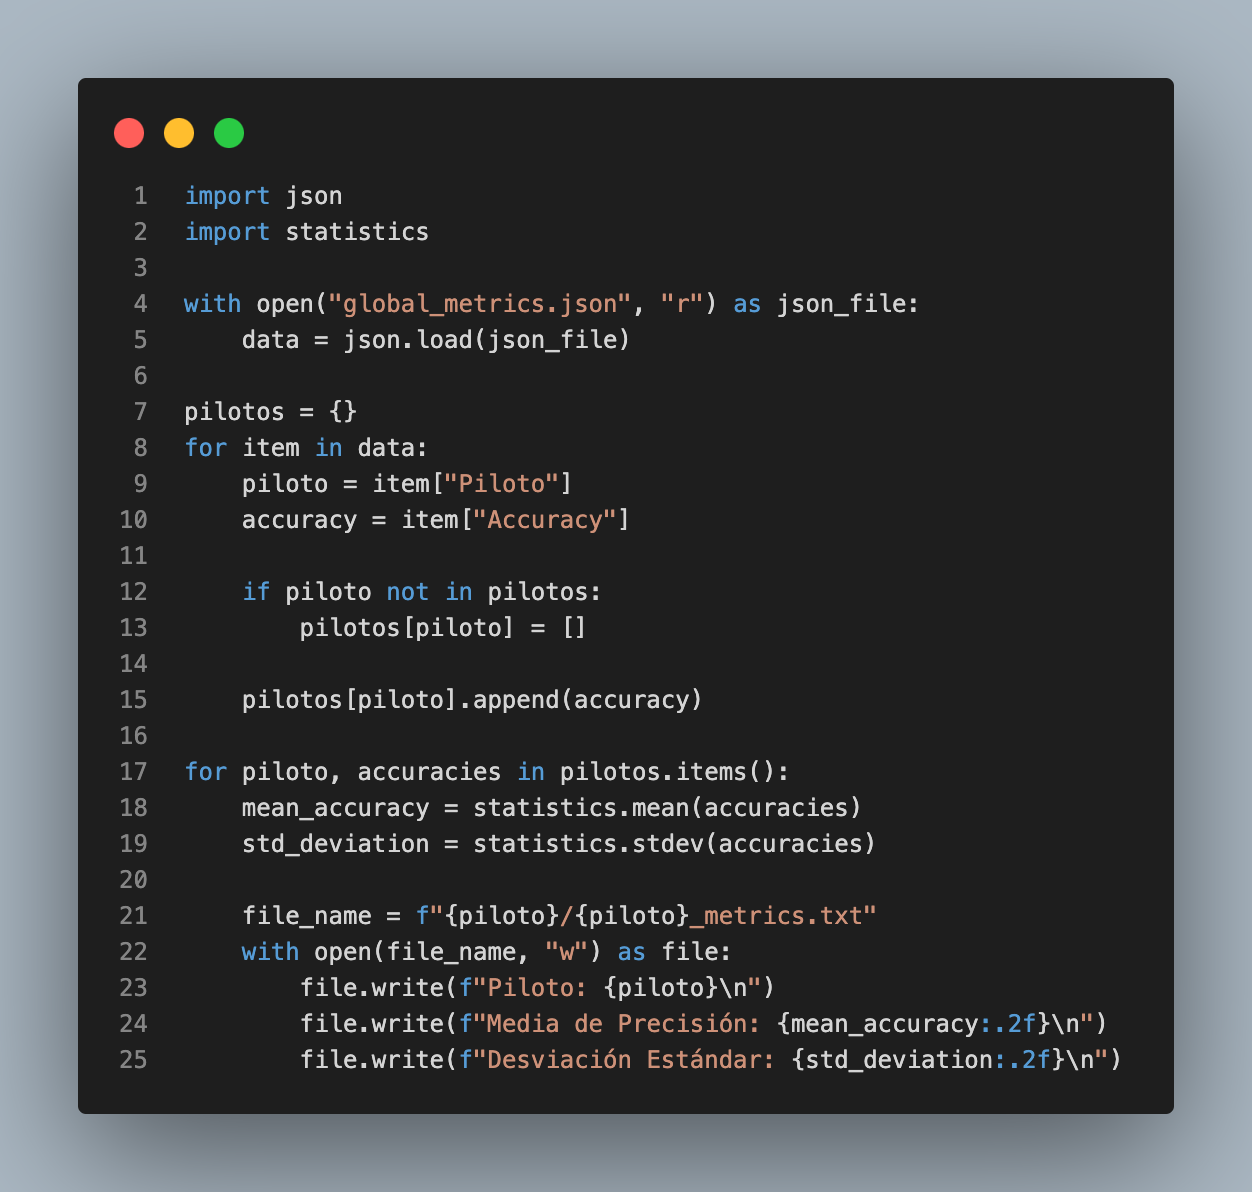 1 import json
2 import statistics
3
4 with open("global_metrics.json", "r") as json_file:
5     data = json.load(json_file)
6
7 pilotos = {}
8 for item in data:
9     piloto = item["Piloto"]
10     accuracy = item["Accuracy"]
11
12     if piloto not in pilotos:
13         pilotos[piloto] = []
14
15     pilotos[piloto].append(accuracy)
16
17 for piloto, accuracies in pilotos.items():
18     mean_accuracy = statistics.mean(accuracies)
19     std_deviation = statistics.stdev(accuracies)
20
21     file_name = f"{piloto}/{piloto}_metrics.txt"
22     with open(file_name, "w") as file:
23         file.write(f"Piloto: {piloto}\n")
24         file.write(f"Media de Precisión: {mean_accuracy:.2f}\n")
25         file.write(f"Desviación Estándar: {std_deviation:.2f}\n")